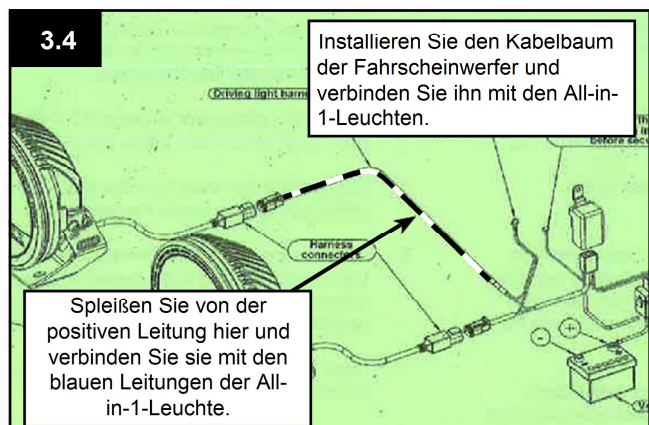 3.4
Installieren Sie den Kabelbaum
der Fahrscheinwerfer und
verbinden Sie ihn mit den All-in-
1-Leuchten.
Driving light
before
Harness
connectors.
Spleißen Sie von der
positiven Leitung hier und
verbinden Sie sie mit den
blauen Leitungen der All-
in-1-Leuchte.